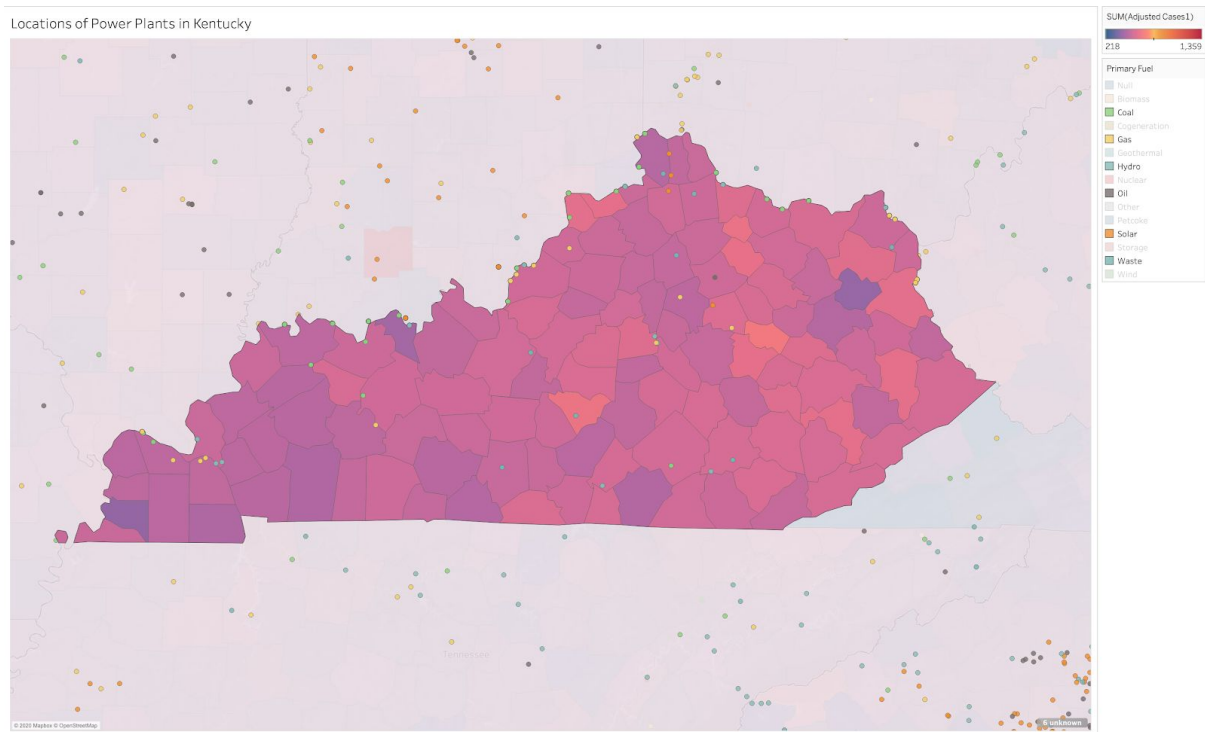 Locations of Power Plants in Kentucky
SUM(Adjusted Cases1)
218 1,359
Primary Fuel
Null
Biomass
Coal
Cogeneration
Gas
Geothermal
Hydro
Nuclear
Oil
Other
Petcoke
Solar
Storage
Waste
Wind
Tennessee
© 2020 Mapbox © OpenStreetMap
6 unknown